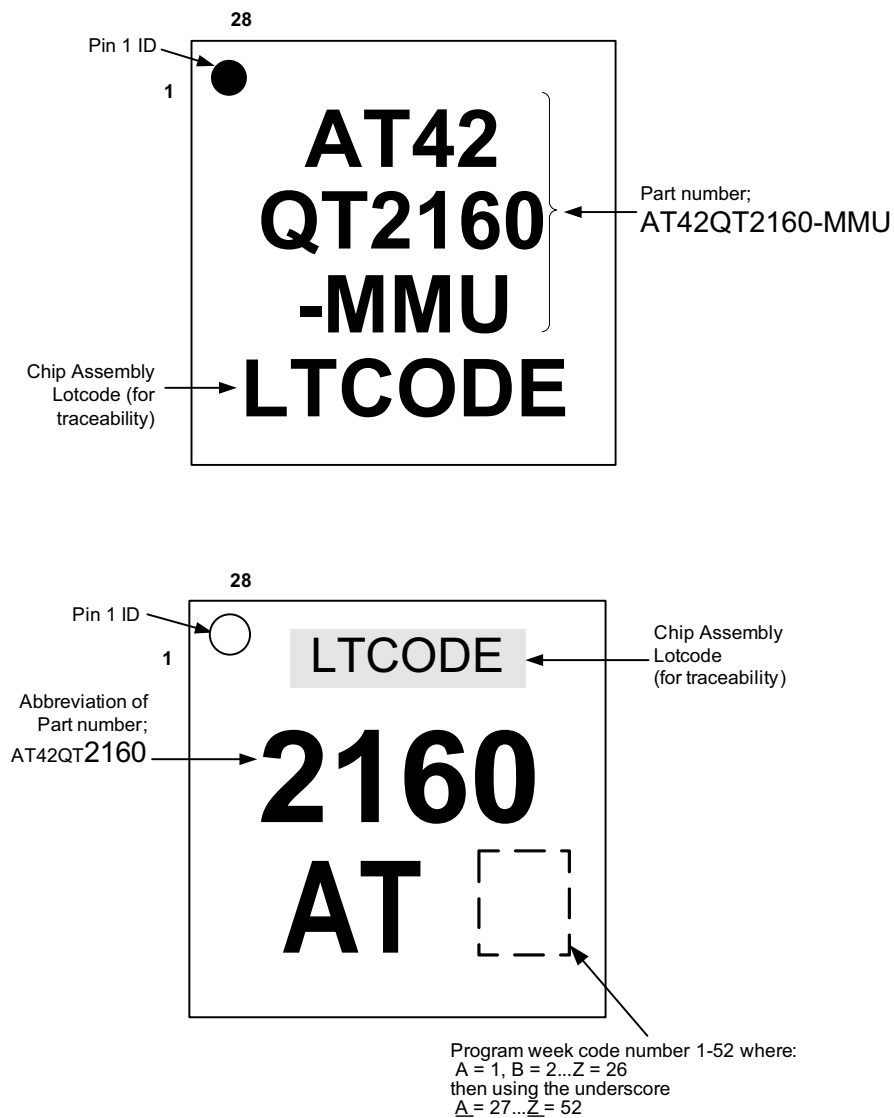 28
Pin 1 ID
1
AT42
QT2160
-MMU
LTCODE
Part number;
AT42QT2160-MMU
Chip Assembly
Lotcode (for
traceability)
28
Pin 1 ID
1
LTCODE
Chip Assembly
Lotcode
(for traceability)
Abbreviation of
Part number;
AT42QT2160
2160
AT
Program week code number 1-52 where:
A = 1, B = 2...Z = 26
then using the underscore
A = 27...Z = 52